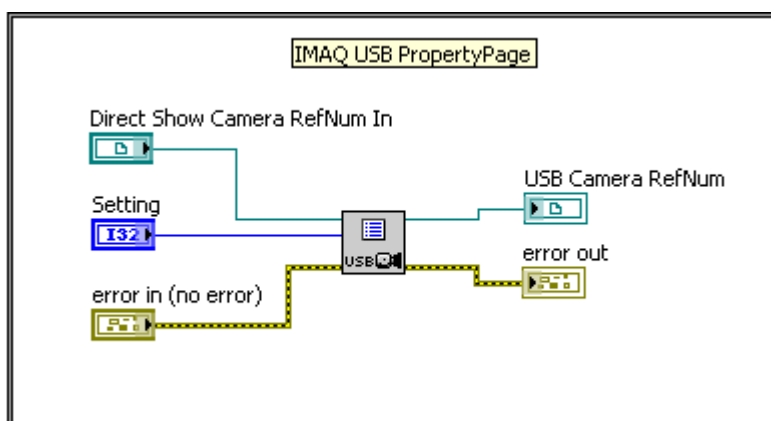 IMAQ USB PropertyPage
Direct Show Camera RefNum In
USB Camera RefNum
Setting
I32
USB
error out
error in (no error)